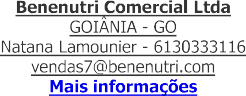 Benenutri Comercial Ltda
GOIÂNIA - GO
Natana Lamounier - 6130333116
vendas7@benenutri.com
Mais informações